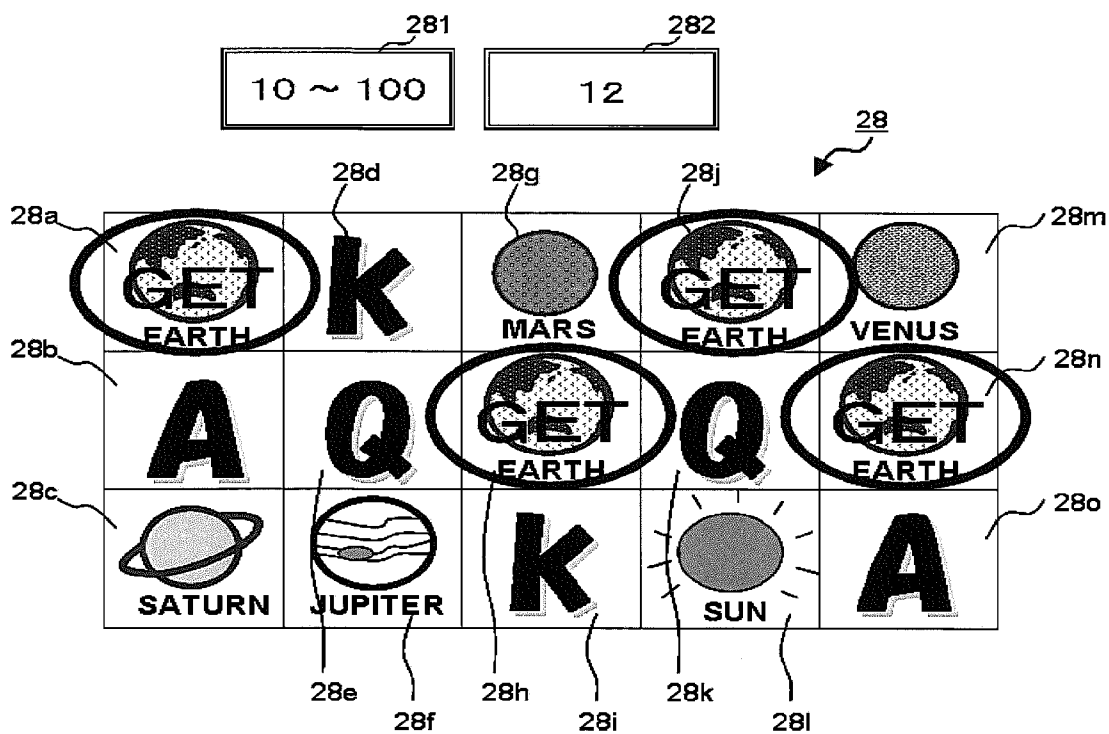 281 282
10 ~ 100 12
28
28d 28g 28j
28a 28m
GET K GET
EARTH MARS EARTH VENUS
28b 28n
A Q GET Q GET
EARTH EARTH
28c 28o
K A
SATURN JUPITER SUN
28e 28h 28k
28f 28i 28l